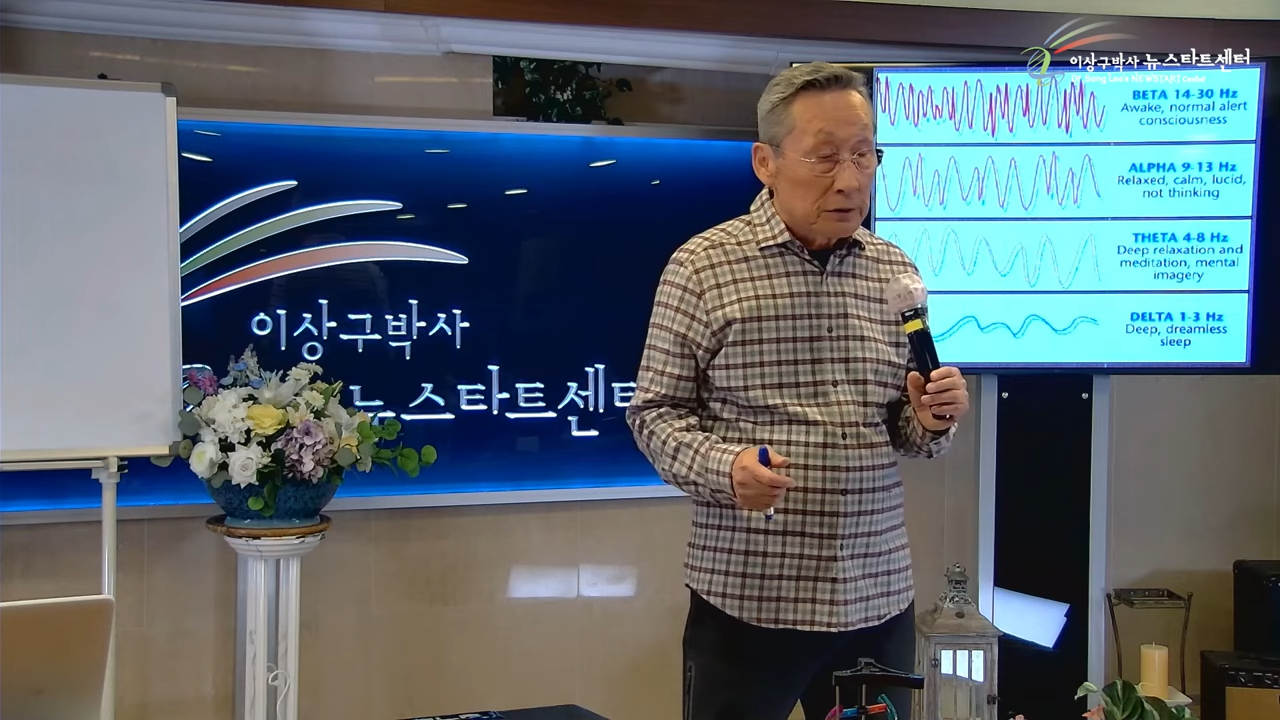 이상구박사 뉴스타트센터
Dr. Sang Lee's NEWSTART Center
BETA 14-30 Hz
Awake, normal alert
consciousness
ALPHA 9-13 Hz
Relaxed, calm, lucid,
not thinking
THETA 4-8 Hz
Deep relaxation and
meditation, mental
imagery
DELTA 1-3 Hz
Deep, dreamless
sleep
이상구박사
뉴스타트센터